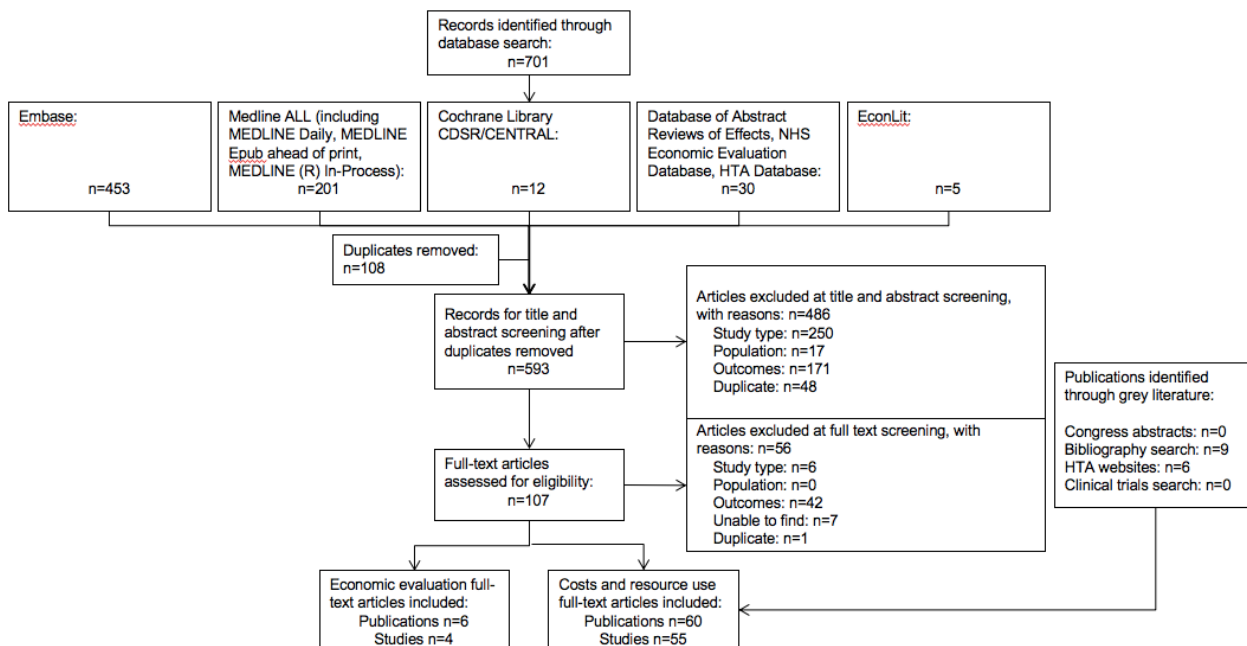 Records identified through
database search:
n=701
Embase:
n=453
Medline ALL (including
MEDLINE Daily, MEDLINE
Epub ahead of print,
MEDLINE (R) In-Process):
n=201
Cochrane Library
CDSR/CENTRAL:
n=12
Database of Abstract
Reviews of Effects, NHS
Economic Evaluation
Database, HTA Database:
n=30
EconLit:
n=5
Duplicates removed:
n=108
Records for title and
abstract screening after
duplicates removed
n=593
Articles excluded at title and abstract screening,
with reasons: n=486
Study type: n=250
Population: n=17
Outcomes: n=171
Duplicate: n=48
Publications identified
through grey literature:
Congress abstracts: n=0
Bibliography search: n=9
HTA websites: n=6
Clinical trials search: n=0
Full-text articles
assessed for eligibility:
n=107
Articles excluded at full text screening, with
reasons: n=56
Study type: n=6
Population: n=0
Outcomes: n=42
Unable to find: n=7
Duplicate: n=1
Economic evaluation full-
text articles included:
Publications n=6
Studies n=4
Costs and resource use
full-text articles included:
Publications n=60
Studies n=55